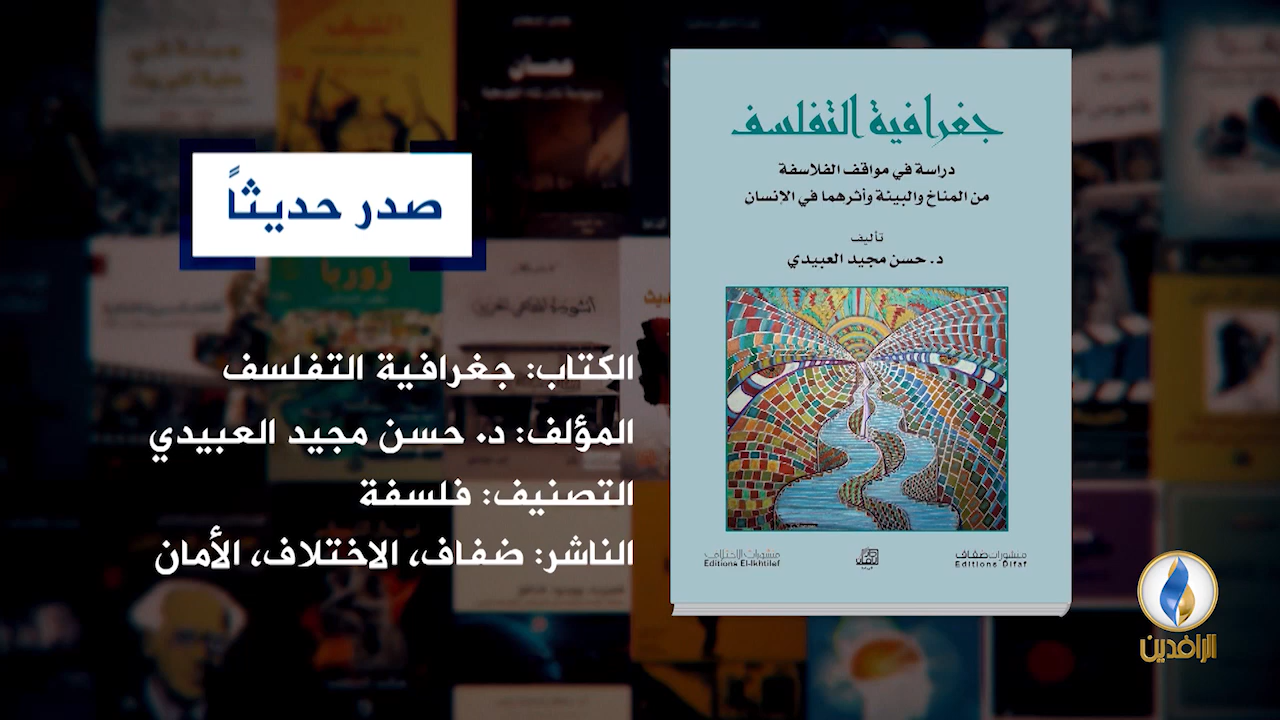 صدر حديثاً
الكتاب: جغرافية التفلسف
المؤلف: د. حسن مجيد العبيدي
التصنيف: فلسفة
الناشر: ضفاف، الاختلاف، الأمان
جغرافية التفلسف
دراسة في مواقف الفلاسفة
من المناخ والبيئة وأثرهما في الإنسان
تأليف
د. حسن مجيد العبيدي
منشورات الاختلاف
Editions El-Ikhtilef
منشورات ضفاف
Editions Difaf
الرافدين
زوربا